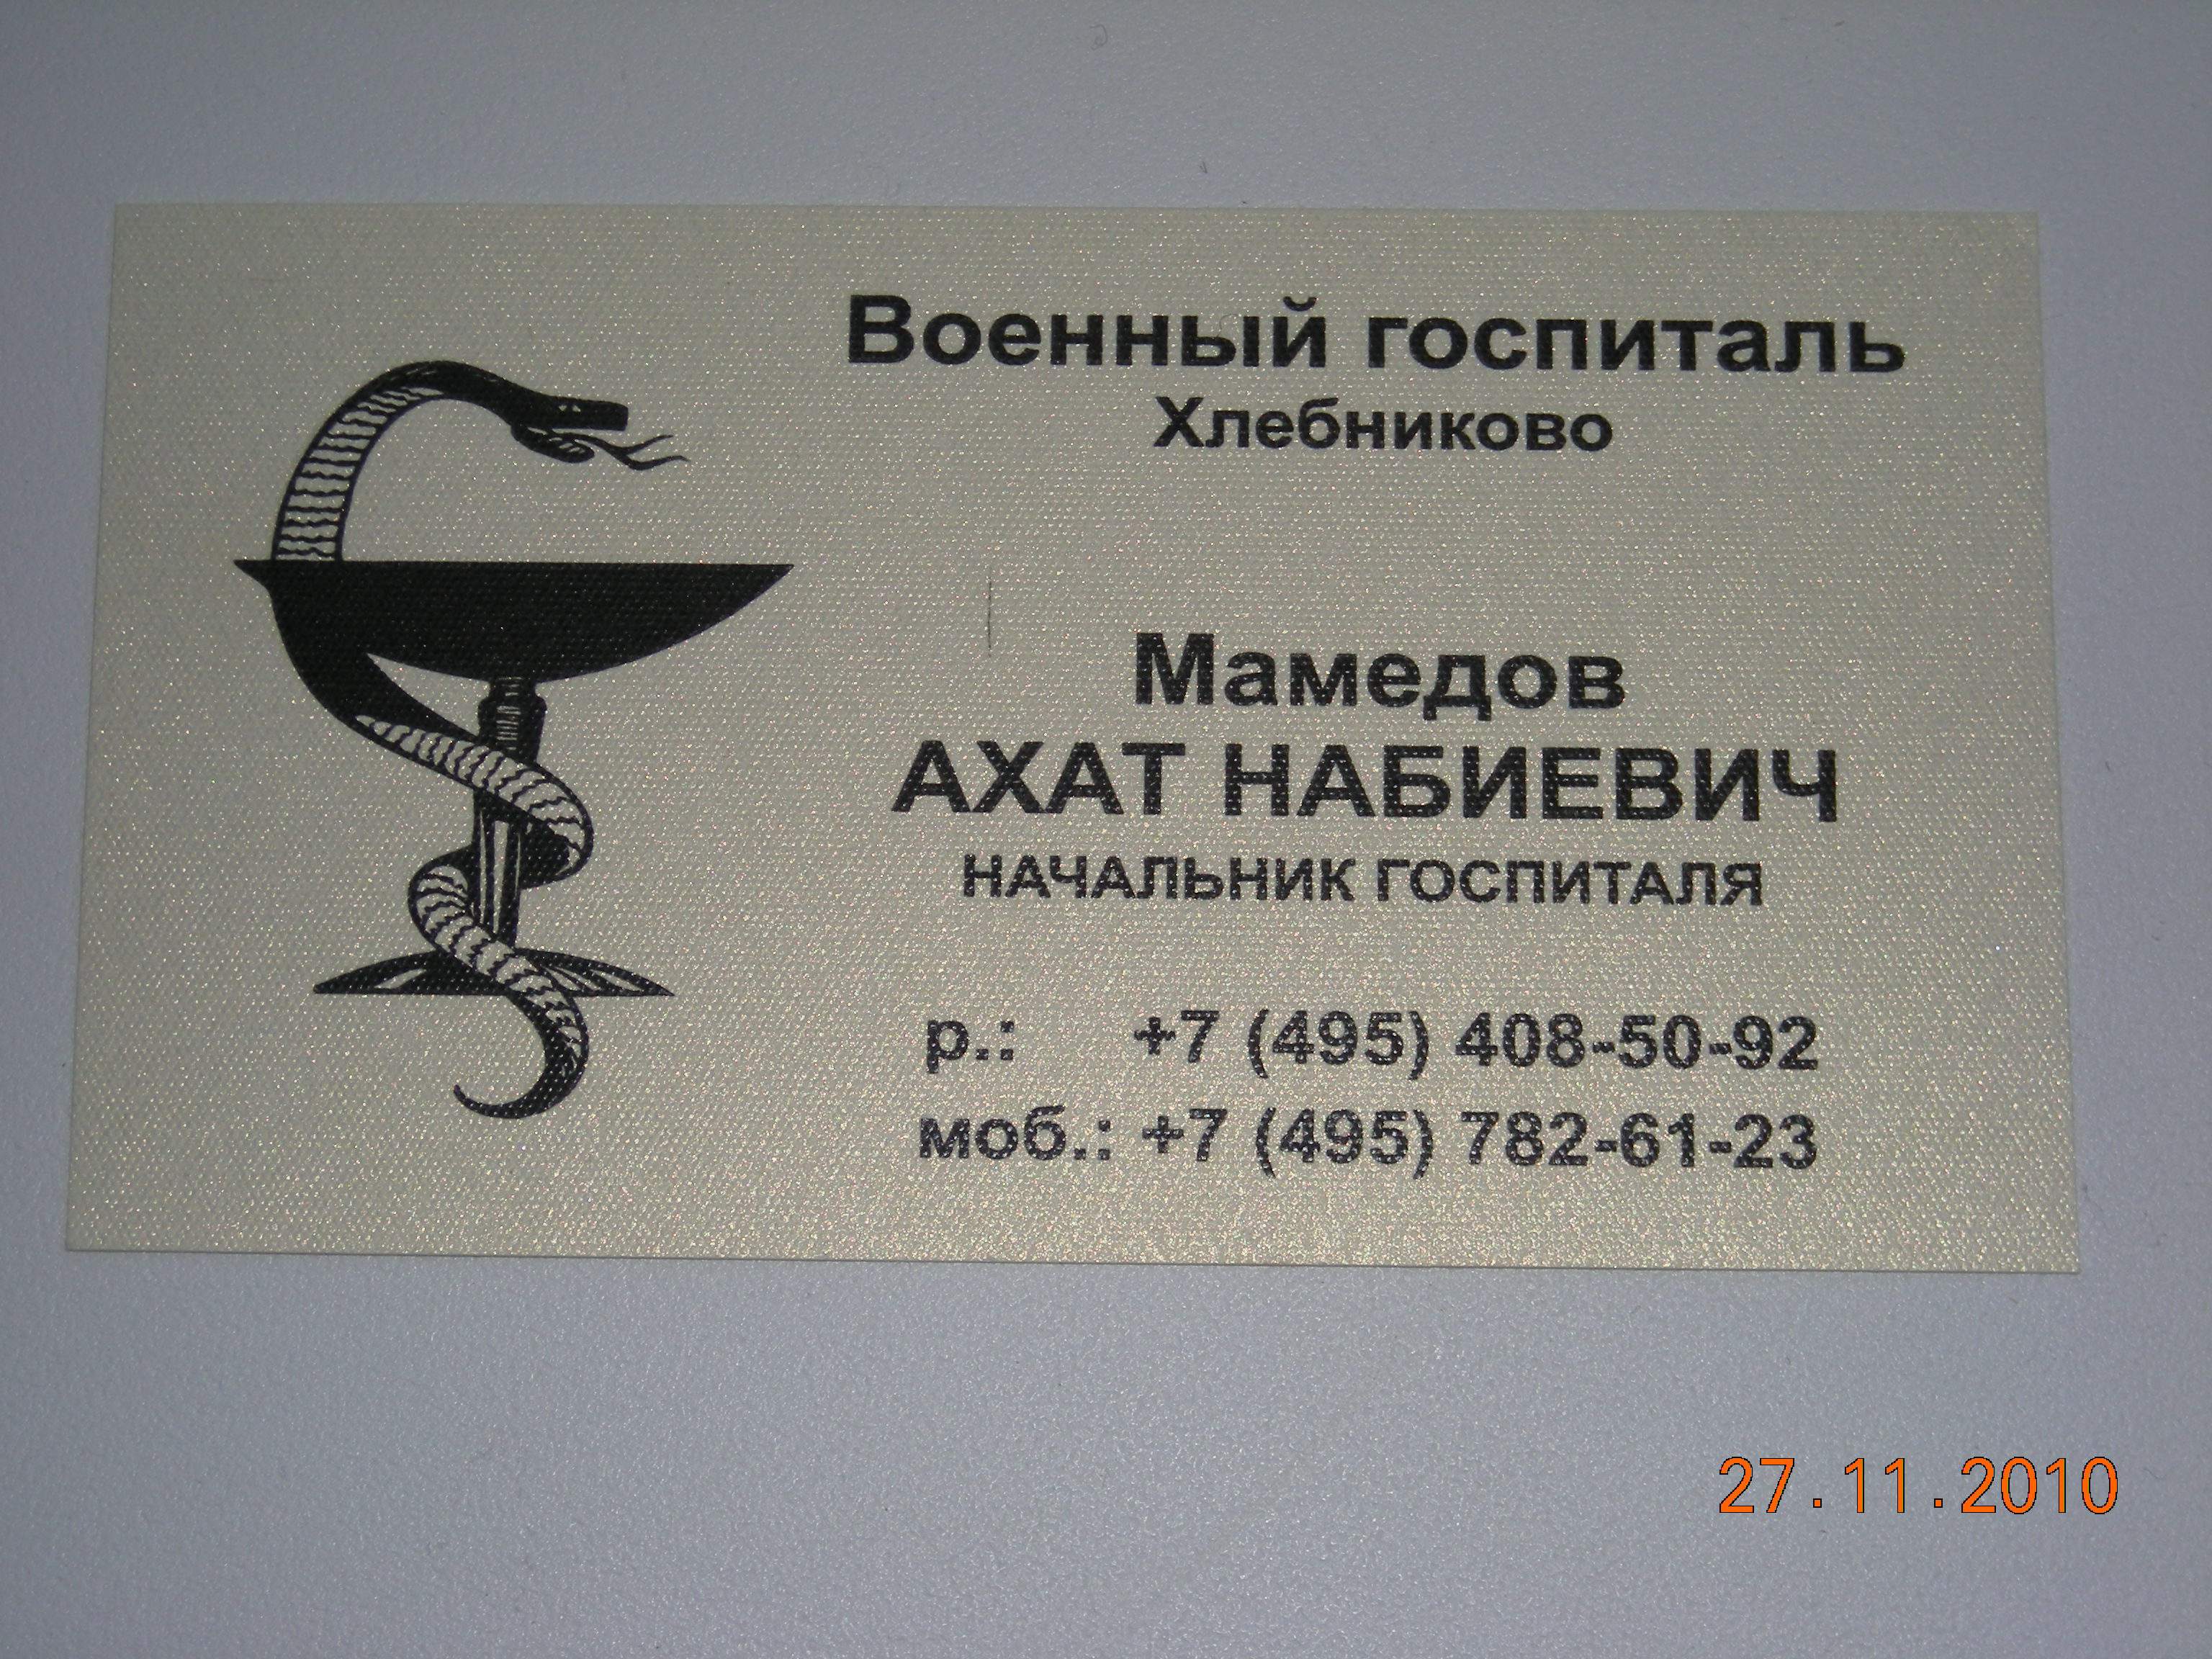 Военный госпиталь
Хлебниково
Мамедов
АХАТ НАБИЕВИЧ
НАЧАЛЬНИК ГОСПИТАЛЯ
р.: +7 (495) 408-50-92
моб.: +7 (495) 782-61-23
27.11.2010